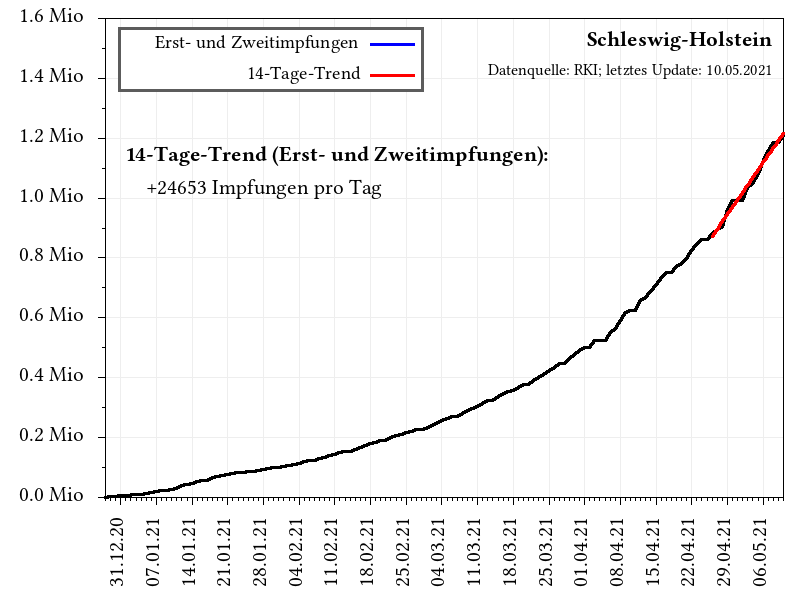 1.6 Mio
1.4 Mio
1.2 Mio
1.0 Mio
0.8 Mio
0.6 Mio
0.4 Mio
0.2 Mio
0.0 Mio
Erst- und Zweitimpfungen
14-Tage-Trend
Schleswig-Holstein
Datenquelle: RKI; letztes Update: 10.05.2021
14-Tage-Trend (Erst- und Zweitimpfungen):
+24653 Impfungen pro Tag
31.12.20
07.01.21
14.01.21
21.01.21
28.01.21
04.02.21
11.02.21
18.02.21
25.02.21
04.03.21
11.03.21
18.03.21
25.03.21
01.04.21
08.04.21
15.04.21
22.04.21
29.04.21
06.05.21